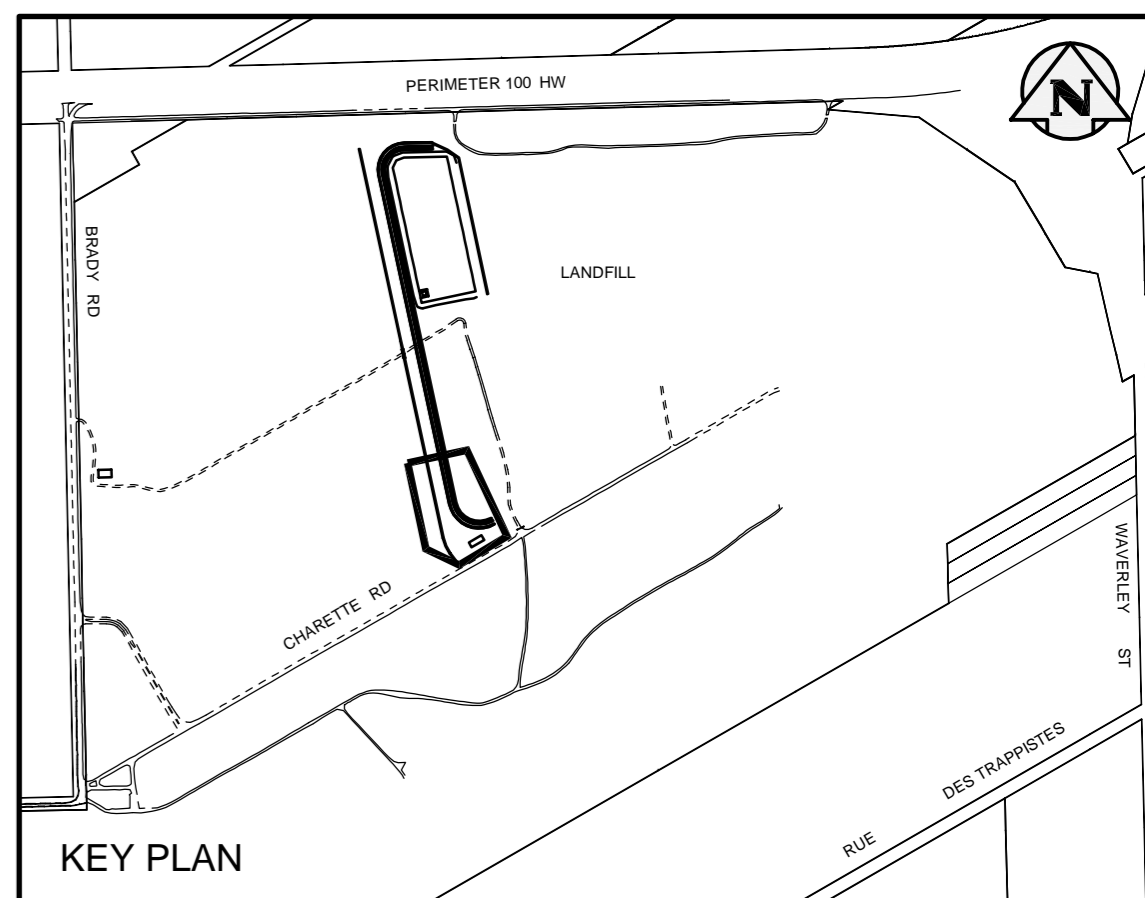 PERIMETER 100 HW
N
BRADY RD
LANDFILL
CHARETTE RD
WAVERLEY ST
RUE DES TRAPPISTES
KEY PLAN